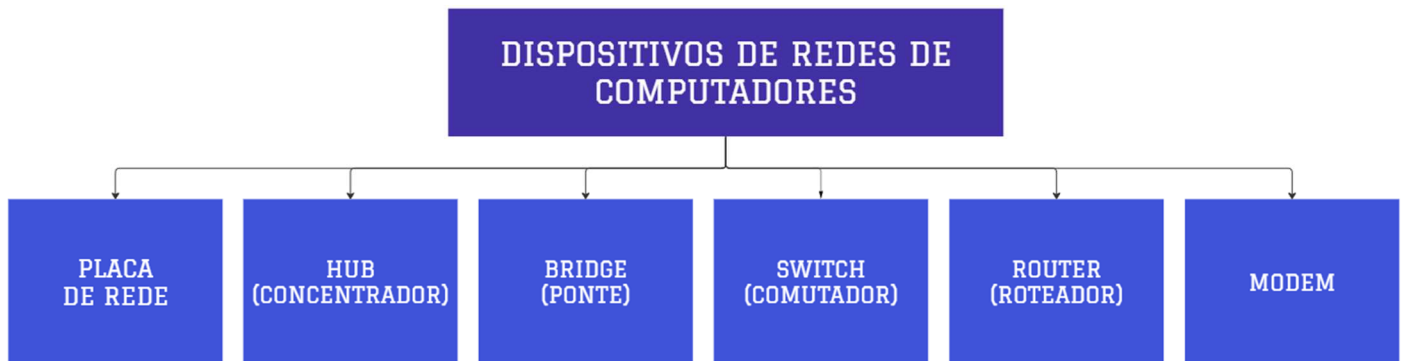 DISPOSITIVOS DE REDES DE
COMPUTADORES
PLACA
DE REDE
HUB
(CONCENTRADOR)
BRIDGE
(PONTE)
SWITCH
(COMUTADOR)
ROUTER
(ROTEADOR)
MODEM